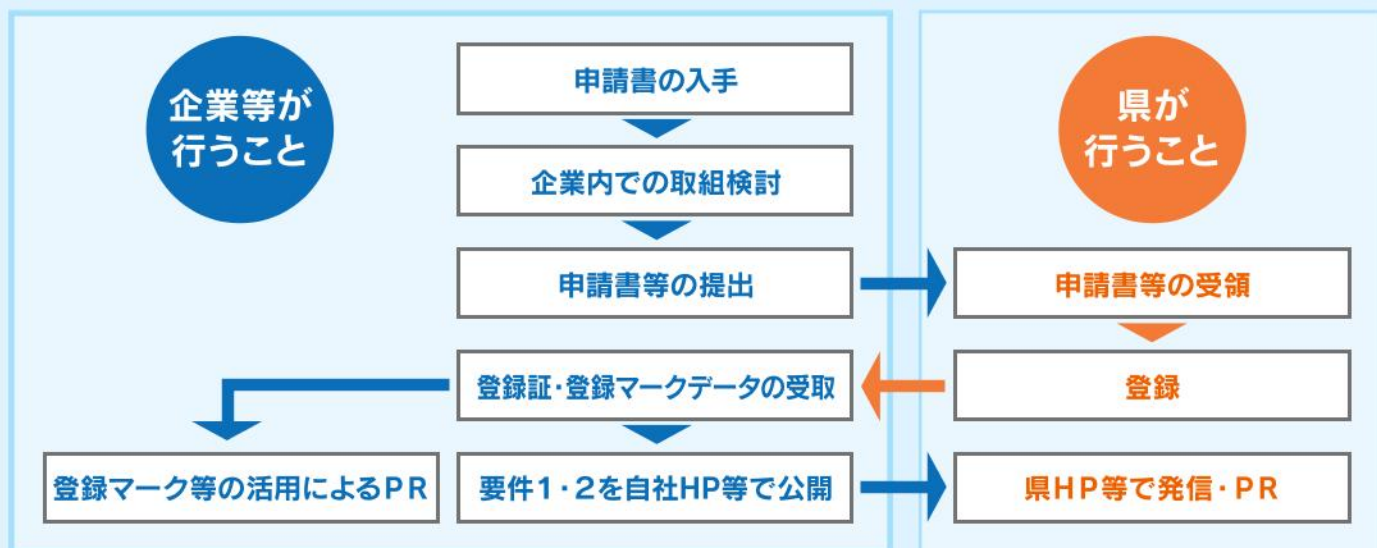 企業等が
行うこと
申請書の入手
企業内での取組検討
申請書等の提出
登録証・登録マークデータの受取
登録マーク等の活用によるPR
要件1・2を自社HP等で公開
県が
行うこと
申請書等の受領
登録
県HP等で発信・PR